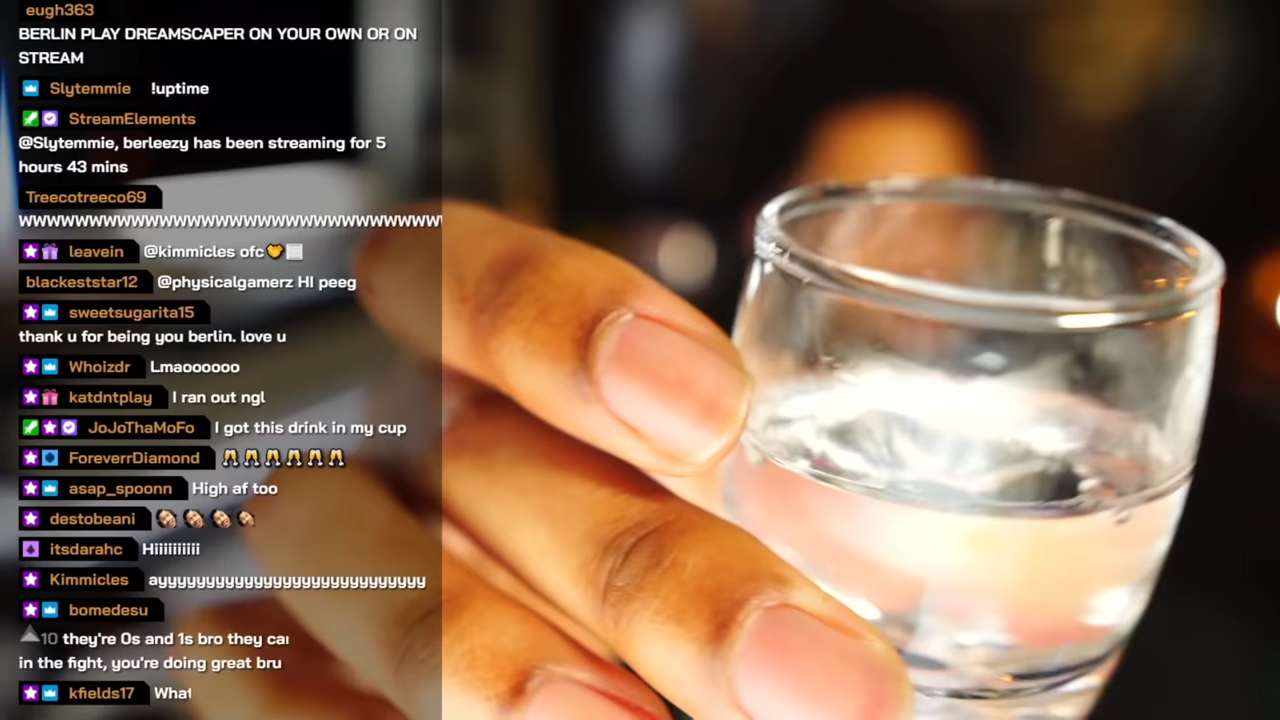 eugh363
BERLIN PLAY DREAMSCAPER ON YOUR OWN OR ON
STREAM
Slytemmie !uptime
StreamElements
@Slytemmie, berleezy has been streaming for 5
hours 43 mins
Treecotreeco69
WWWWWWWWWWWWWWWWWWWWWWWWWWWWWW
leavein @kimmicles ofc
blackeststar12 @physicalgamerz HI peeg
sweetsugarita15
thank u for being you berlin. love u
Whoizdr Lmaoooooo
katdntplay I ran out ngl
JoJoThaMoFo I got this drink in my cup
ForeverrDiamond 🥂🥂🥂🥂🥂🥂
asap_spoonn High af too
destobeani
itsdarahc Hiiiiiiiiii
Kimmicles ayyyyyyyyyyyyyyyyyyyyyyyyyyyy
bomedesu
10 they're 0s and 1s bro they car
in the fight, you're doing great bru
kfields17 What